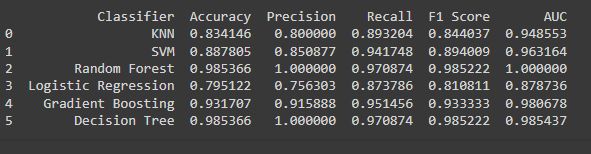 Classifier Accuracy Precision Recall F1 Score AUC
0 KNN 0.834146 0.800000 0.893204 0.844037 0.948553
1 SVM 0.887805 0.850877 0.941748 0.894009 0.963164
2 Random Forest 0.985366 1.000000 0.970874 0.985222 1.000000
3 Logistic Regression 0.795122 0.756303 0.873786 0.810811 0.878736
4 Gradient Boosting 0.931707 0.915888 0.951456 0.933333 0.980678
5 Decision Tree 0.985366 1.000000 0.970874 0.985222 0.985437